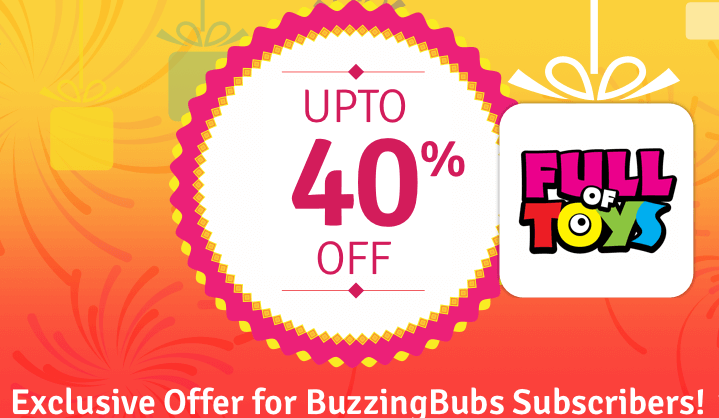 UPTO
40%
OFF
FULL
OF
TOYS
Exclusive Offer for BuzzingBubs Subscribers!